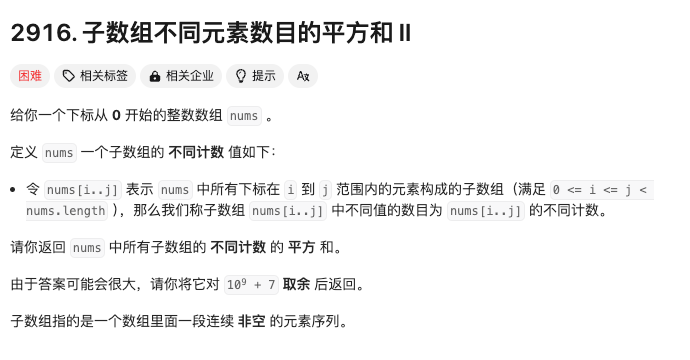 2916. 子数组不同元素数目的平方和 II
困难 相关标签 相关企业 提示 A文
给你一个下标从 0 开始的整数数组 nums 。
定义 nums 一个子数组的 不同计数 值如下：
• 令 nums[i..j] 表示 nums 中所有下标在 i 到 j 范围内的元素构成的子数组（满足 0 <= i <= j <
nums.length ），那么我们称子数组 nums[i..j] 中不同值的数目为 nums[i..j] 的不同计数。
请你返回 nums 中所有子数组的 不同计数 的 平方 和。
由于答案可能会很大，请你将它对 10⁹ + 7 取余 后返回。
子数组指的是一个数组里面一段连续 非空 的元素序列。